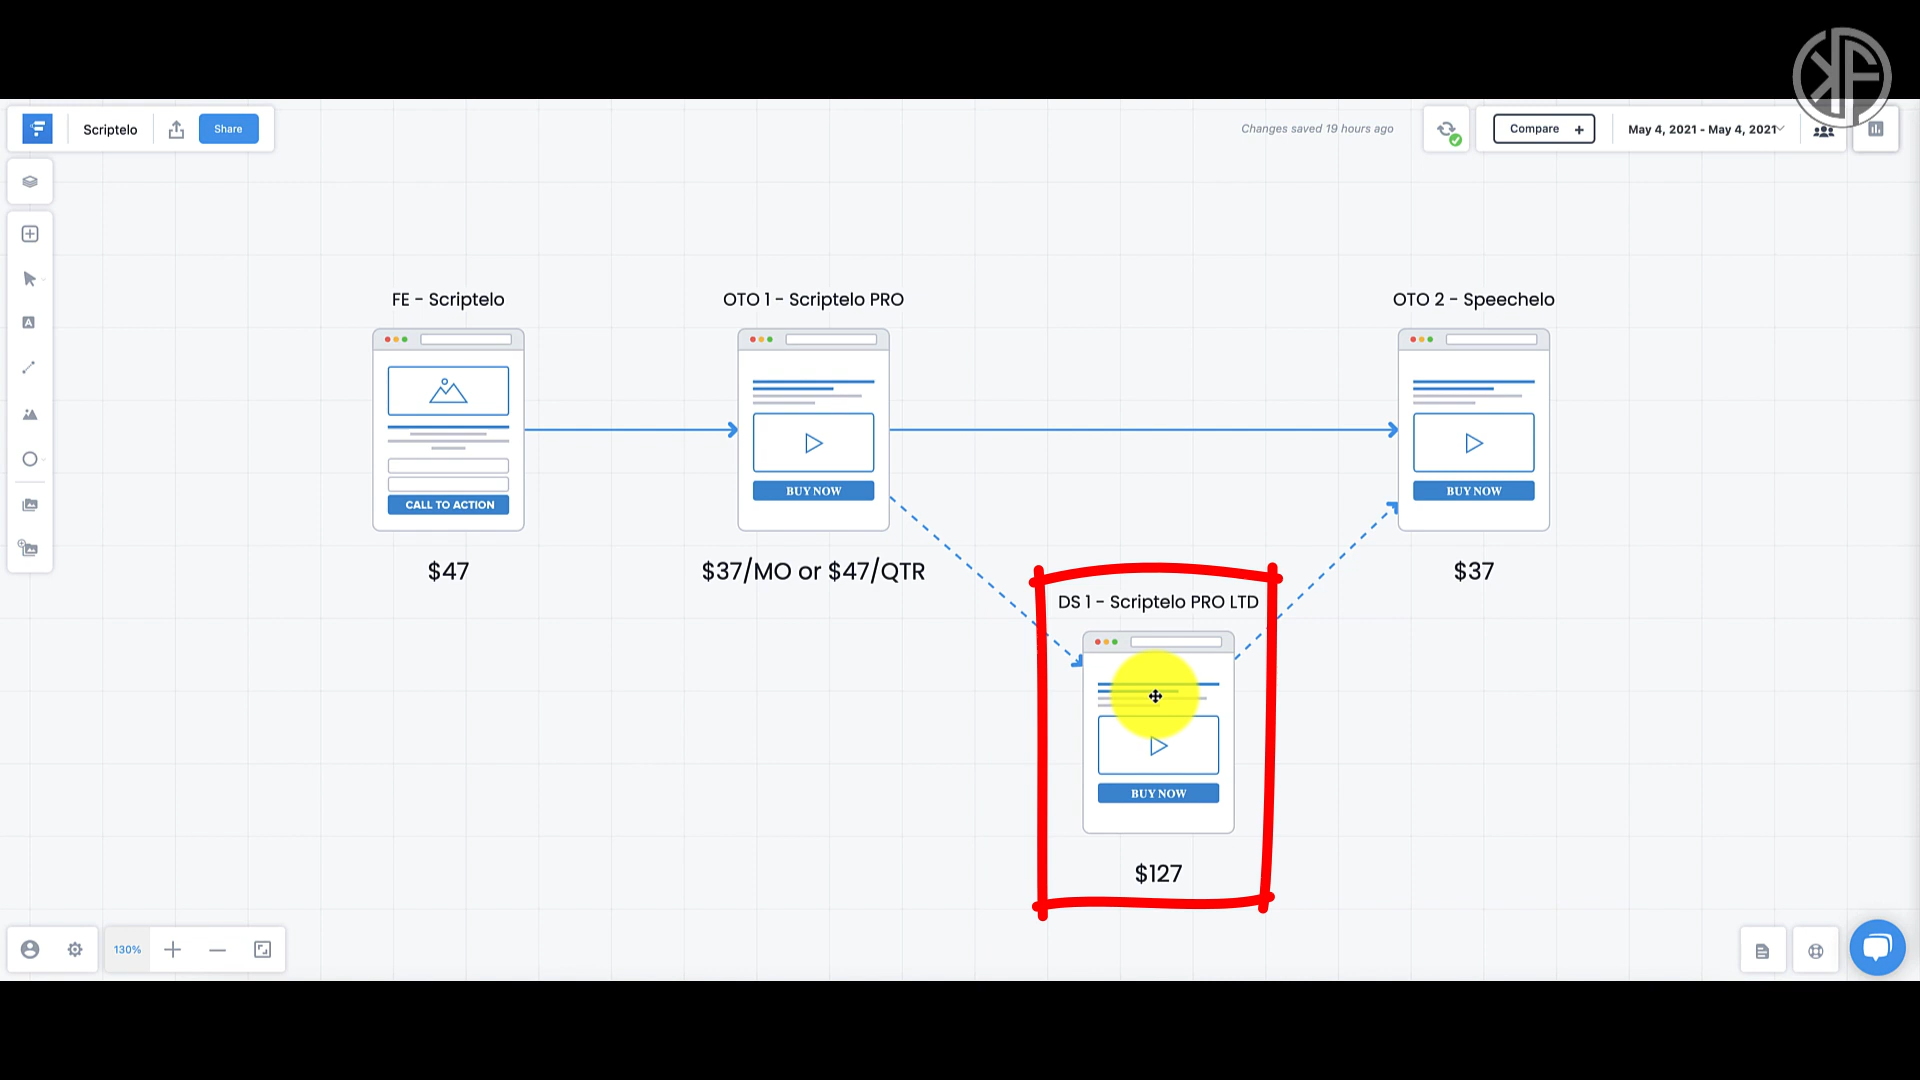 Scriptelo
Share
Changes saved 19 hours ago
Compare +
May 4, 2021 - May 4, 2021
KF
FE - Scriptelo
OTO 1 - Scriptelo PRO
OTO 2 - Speechelo
CALL TO ACTION
BUY NOW
BUY NOW
$47
$37/MO or $47/QTR
$37
DS 1 - Scriptelo PRO LTD
BUY NOW
$127
130%